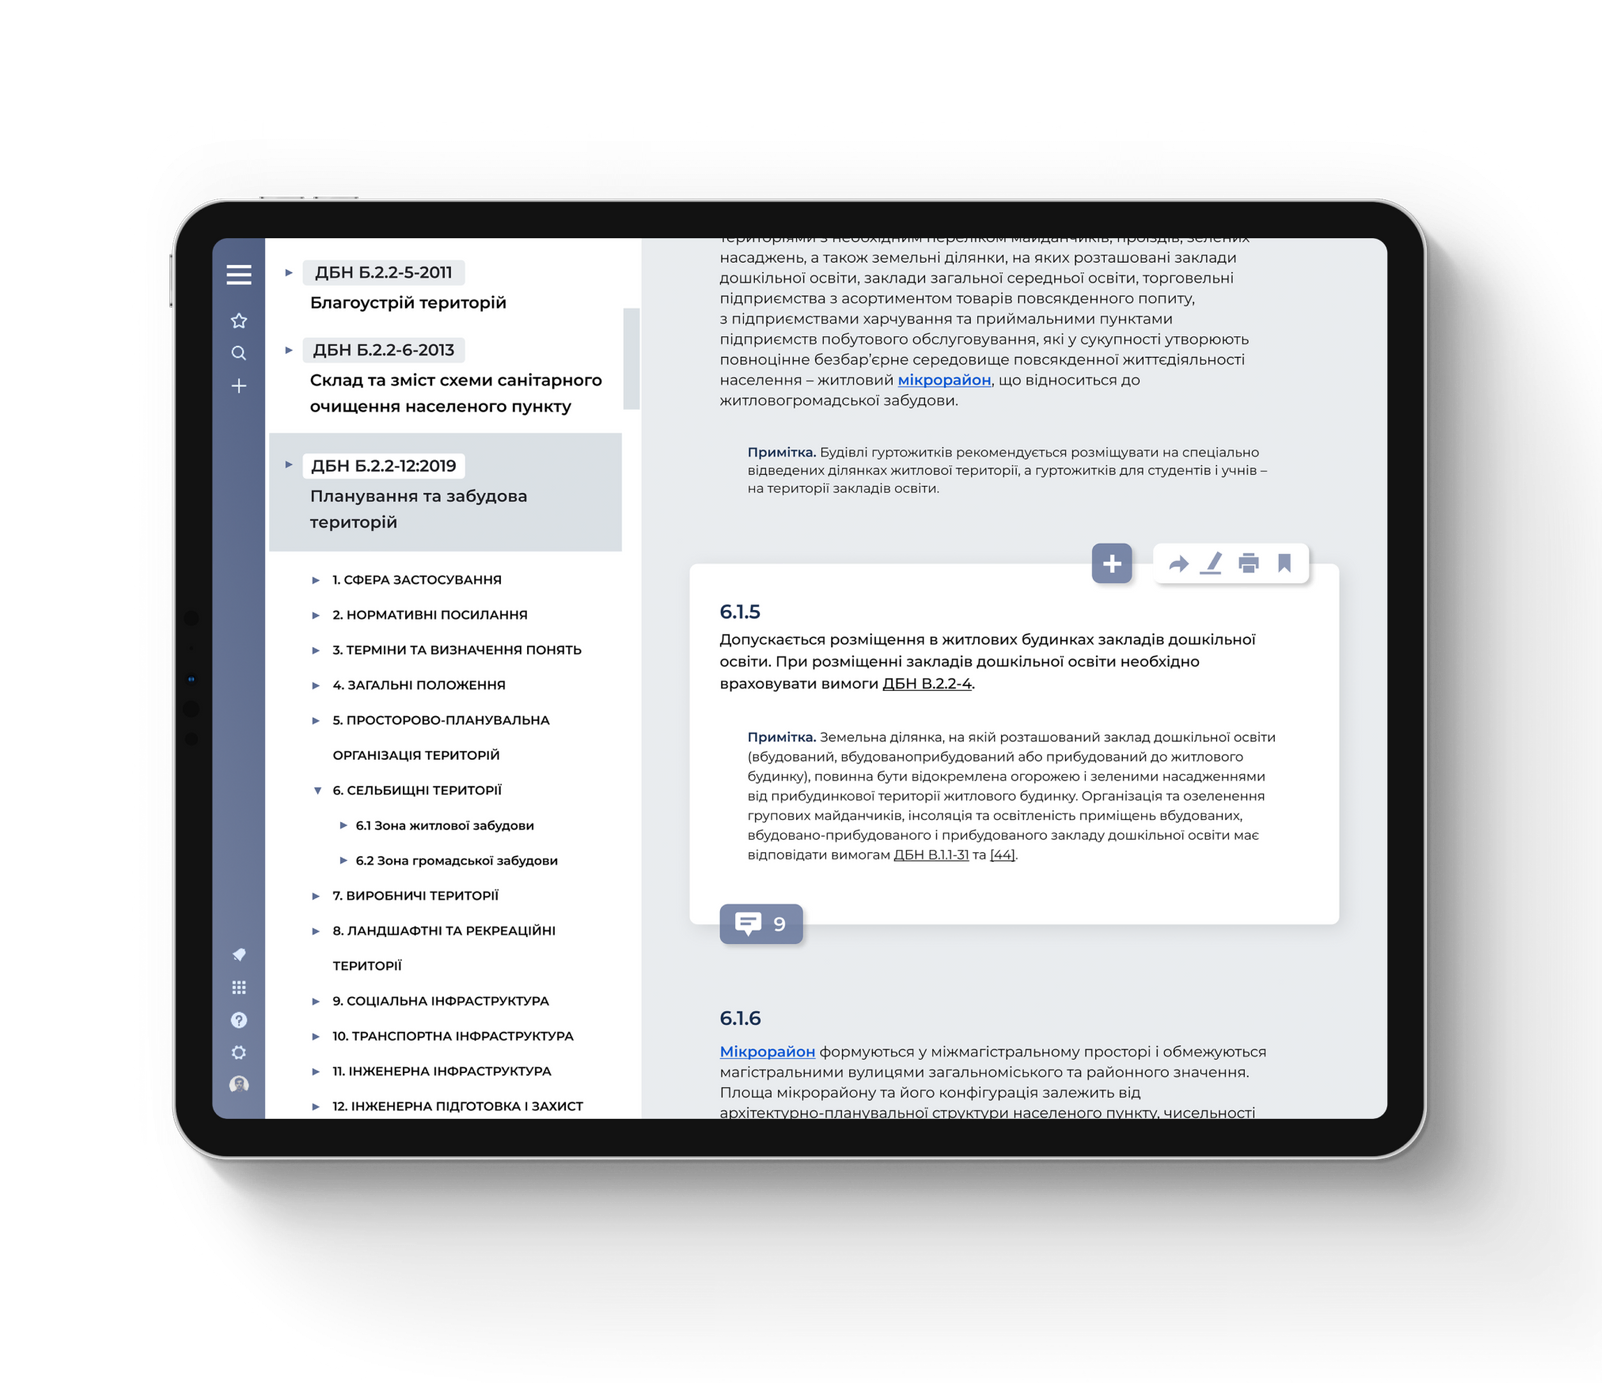 ДБН Б.2.2-5-2011
Благоустрій територій
ДБН Б.2.2-6-2013
Склад та зміст схеми санітарного
очищення населеного пункту
ДБН Б.2.2-12:2019
Планування та забудова
територій
1. СФЕРА ЗАСТОСУВАННЯ
2. НОРМАТИВНІ ПОСИЛАННЯ
3. ТЕРМІНИ ТА ВИЗНАЧЕННЯ ПОНЯТЬ
4. ЗАГАЛЬНІ ПОЛОЖЕННЯ
5. ПРОСТОРОВО-ПЛАНУВАЛЬНА
ОРГАНІЗАЦІЯ ТЕРИТОРІЙ
6. СЕЛЬБИЩНІ ТЕРИТОРІЇ
6.1 Зона житлової забудови
6.2 Зона громадської забудови
7. ВИРОБНИЧІ ТЕРИТОРІЇ
8. ЛАНДШАФТНІ ТА РЕКРЕАЦІЙНІ
ТЕРИТОРІЇ
9. СОЦІАЛЬНА ІНФРАСТРУКТУРА
10. ТРАНСПОРТНА ІНФРАСТРУКТУРА
11. ІНЖЕНЕРНА ІНФРАСТРУКТУРА
12. ІНЖЕНЕРНА ПІДГОТОВКА І ЗАХИСТ
територіями з необхідним переліком майданчиків, проїздів, зелених
насаджень, а також земельні ділянки, на яких розташовані заклади
дошкільної освіти, заклади загальної середньої освіти, торговельні
підприємства з асортиментом товарів повсякденного попиту,
з підприємствами харчування та приймальними пунктами
підприємств побутового обслуговування, які у сукупності утворюють
повноцінне безбар’єрне середовище повсякденної життєдіяльності
населення – житловий мікрорайон, що відноситься до
житловогромадської забудови.
Примітка. Будівлі гуртожитків рекомендується розміщувати на спеціально
відведених ділянках житлової території, а гуртожитків для студентів і учнів –
на території закладів освіти.
6.1.5
Допускається розміщення в житлових будинках закладів дошкільної
освіти. При розміщенні закладів дошкільної освіти необхідно
враховувати вимоги ДБН В.2.2-4.
Примітка. Земельна ділянка, на якій розташований заклад дошкільної освіти
(вбудований, вбудованоприбудований або прибудований до житлового
будинку), повинна бути відокремлена огорожею і зеленими насадженнями
від прибудинкової території житлового будинку. Організація та озеленення
групових майданчиків, інсоляція та освітленість приміщень вбудованих,
вбудовано-прибудованого і прибудованого закладу дошкільної освіти має
відповідати вимогам ДБН В.1.1-31 та [44].
9
6.1.6
Мікрорайон формуються у міжмагістральному просторі і обмежуються
магістральними вулицями загальноміського та районного значення.
Площа мікрорайону та його конфігурація залежить від
архітектурно-планувальної структури населеного пункту, чисельності